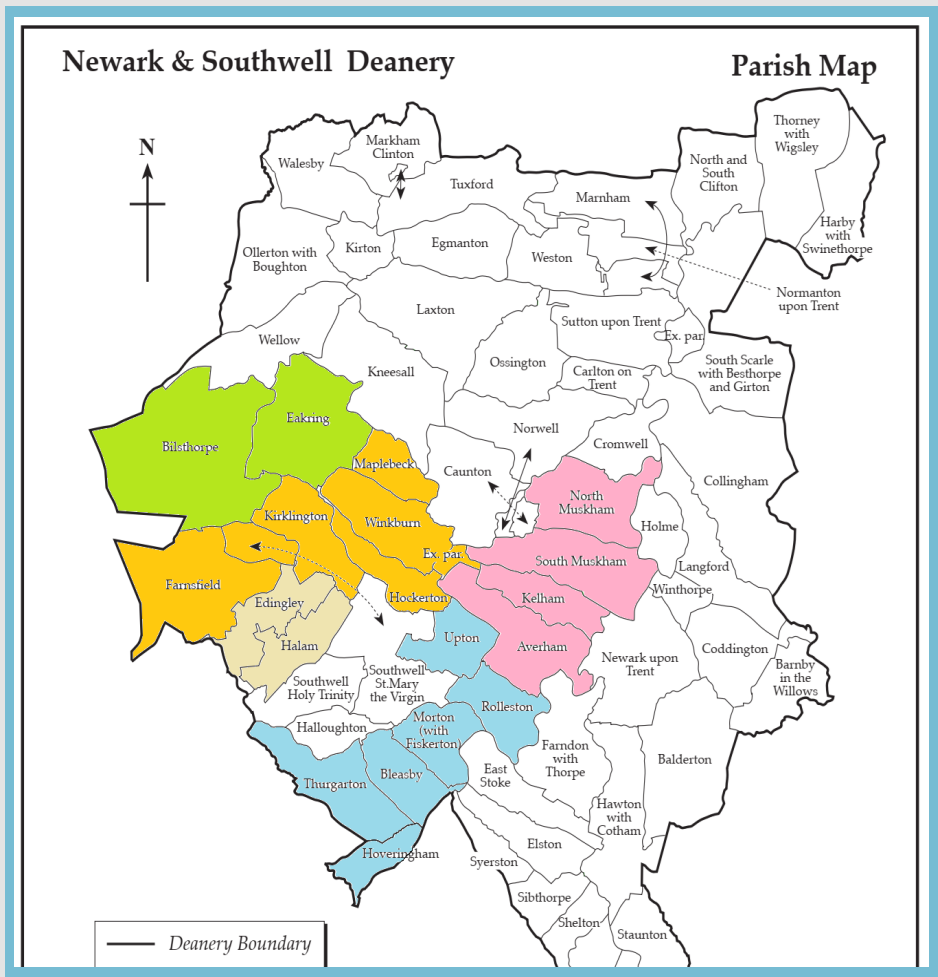 Newark & Southwell Deanery
Parish Map
N
Thorney
with
Wigsley
Markham
Clinton
Walesby
North and
South
Clifton
Tuxford
Marnham
Harby
with
Swinethorpe
Kirton
Egmanton
Ollerton with
Boughton
Weston
Normanton
upon Trent
Laxton
Sutton upon Trent
Ex. par.
Wellow
Ossington
South Scarle
with Besthorpe
and Girton
Kneesall
Carlton on
Trent
Eakring
Norwell
Bilsthorpe
Cromwell
Maplebeck
Caunton
Collingham
North
Muskham
Kirklington
Winkburn
Holme
Ex. par.
South Muskham
Langford
Farnsfield
Winthorpe
Hockerton
Kelham
Edingley
Upton
Halam
Averham
Coddington
Newark upon
Trent
Barnby
in the
Willows
Southwell
St.Mary
the Virgin
Southwell
Holy Trinity
Rolleston
Morton
(with
Fiskerton)
Halloughton
Farndon
with
Thorpe
Balderton
Bleasby
East
Stoke
Thurgarton
Hawton
with
Cotham
Elston
Hoveringham
Syerston
Sibthorpe
Shelton
Staunton
Deanery Boundary